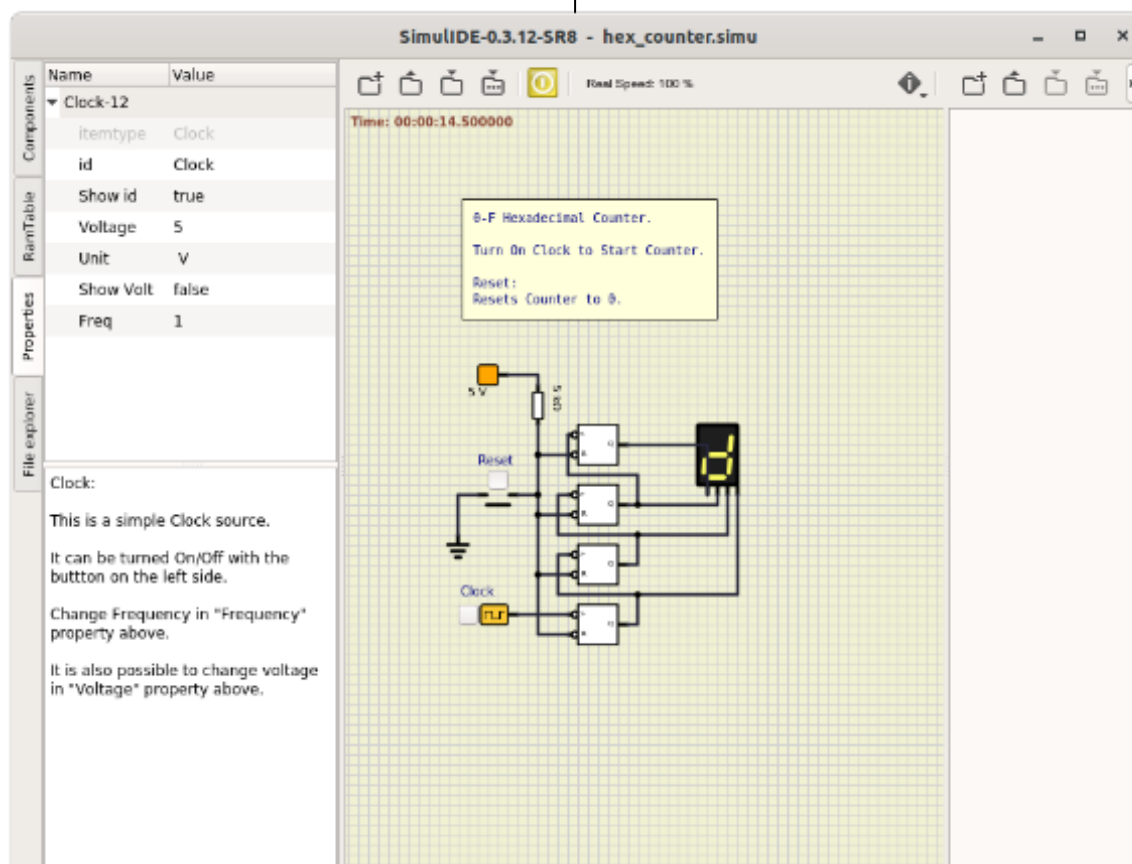 SimulIDE-0.3.12-SR8 - hex_counter.simu
Components
RamTable
Properties
File explorer
Name Value
Clock-12
itemtype Clock
id Clock
Show id true
Voltage 5
Unit V
Show Volt false
Freq 1
Clock:
This is a simple Clock source.
It can be turned On/Off with the
buttton on the left side.
Change Frequency in "Frequency"
property above.
It is also possible to change voltage
in "Voltage" property above.
Real Speed: 100 %
Time: 00:00:14.500000
0-F Hexadecimal Counter.
Turn On Clock to Start Counter.
Reset:
Resets Counter to 0.
5 V
Reset
d
Clock